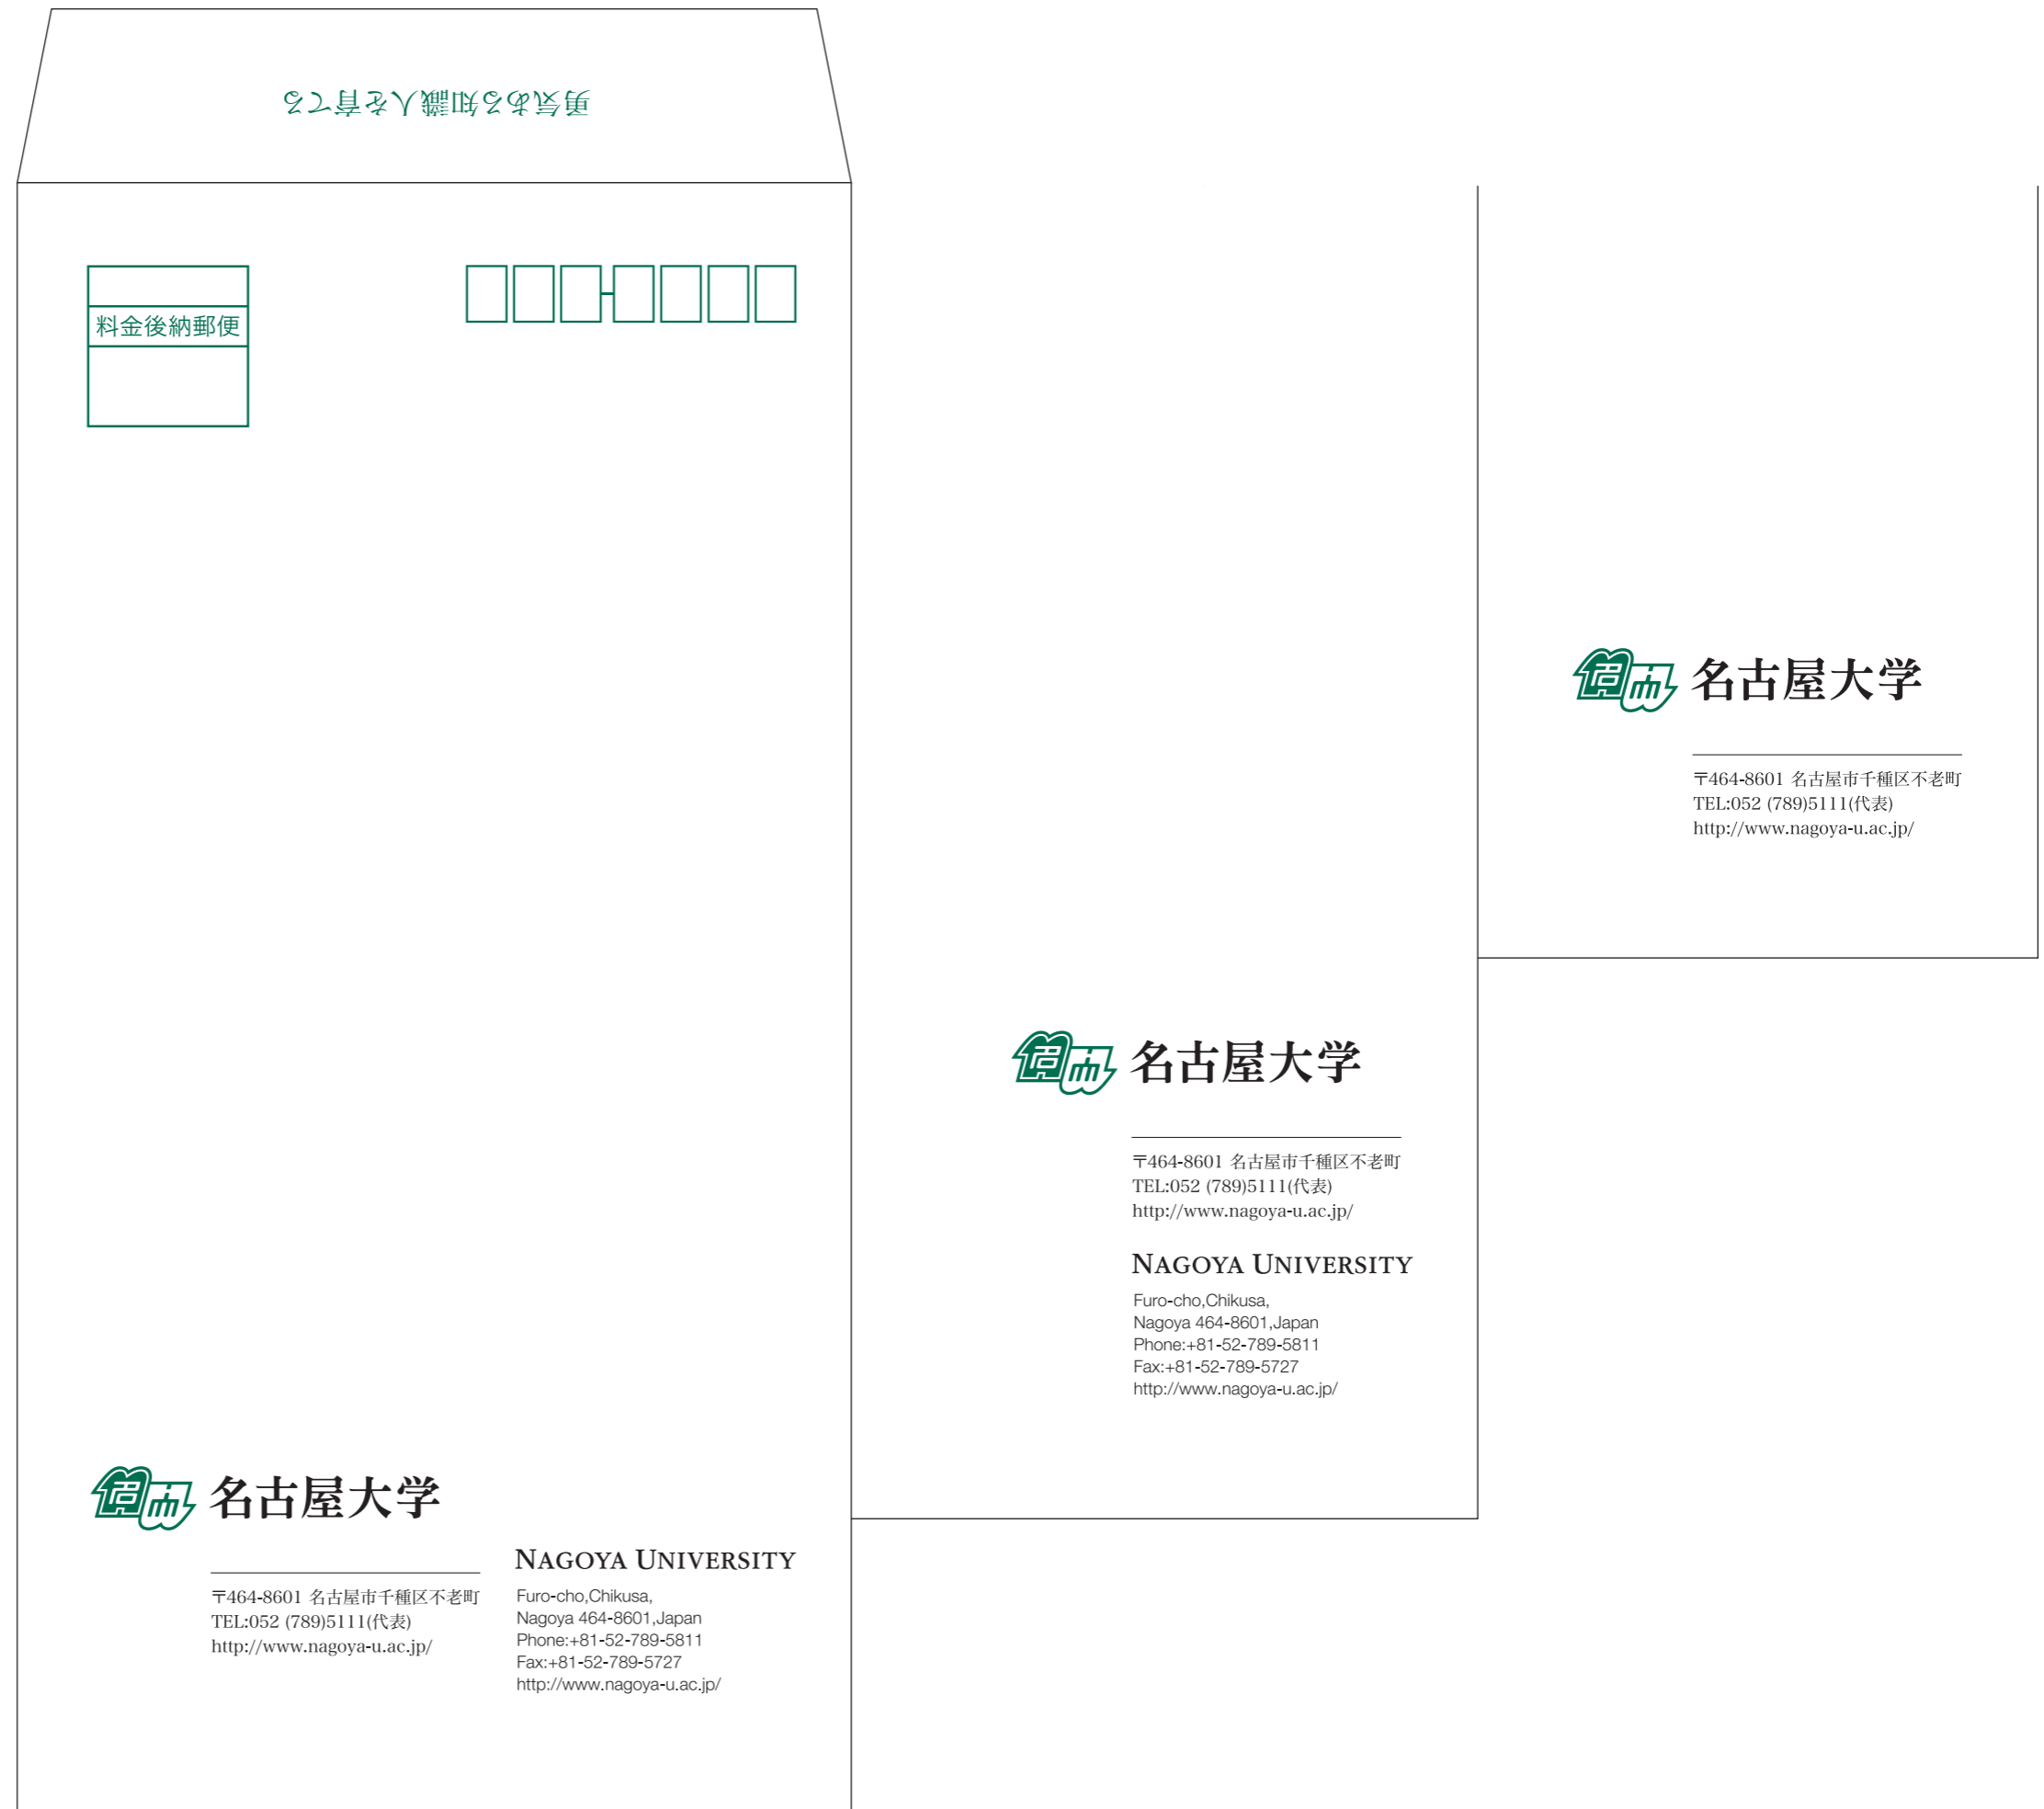 勇気ある知識人を育てる
料金後納郵便
名古屋大学
〒464-8601 名古屋市千種区不老町
TEL:052 (789)5111(代表)
http://www.nagoya-u.ac.jp/
NAGOYA UNIVERSITY
Furo-cho,Chikusa,
Nagoya 464-8601,Japan
Phone:+81-52-789-5811
Fax:+81-52-789-5727
http://www.nagoya-u.ac.jp/
名古屋大学
〒464-8601 名古屋市千種区不老町
TEL:052 (789)5111(代表)
http://www.nagoya-u.ac.jp/
NAGOYA UNIVERSITY
Furo-cho,Chikusa,
Nagoya 464-8601,Japan
Phone:+81-52-789-5811
Fax:+81-52-789-5727
http://www.nagoya-u.ac.jp/
名古屋大学
〒464-8601 名古屋市千種区不老町
TEL:052 (789)5111(代表)
http://www.nagoya-u.ac.jp/